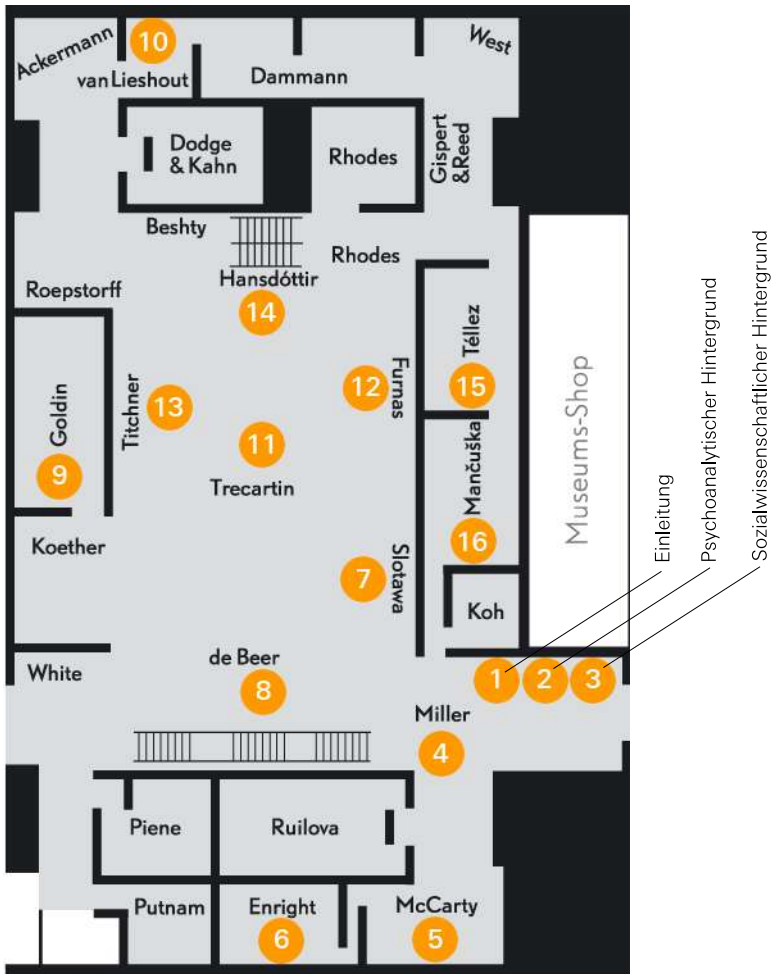 Ackermann
10
van Lieshout
Dammann
West
Dodge
& Kahn
Rhodes
Gispert
&Reed
Beshty
Hansdóttir
14
Rhodes
Roepstorff
Goldin
9
Titchner
13
11
Trecartin
12
Furnas
Téllez
15
Mančuška
16
Museums-Shop
Koether
7
Slotawa
Koh
White
de Beer
8
1
2
3
Einleitung
Psychoanalytischer Hintergrund
Sozialwissenschaftlicher Hintergrund
Miller
4
Piene
Ruilova
Putnam
Enright
6
McCarty
5